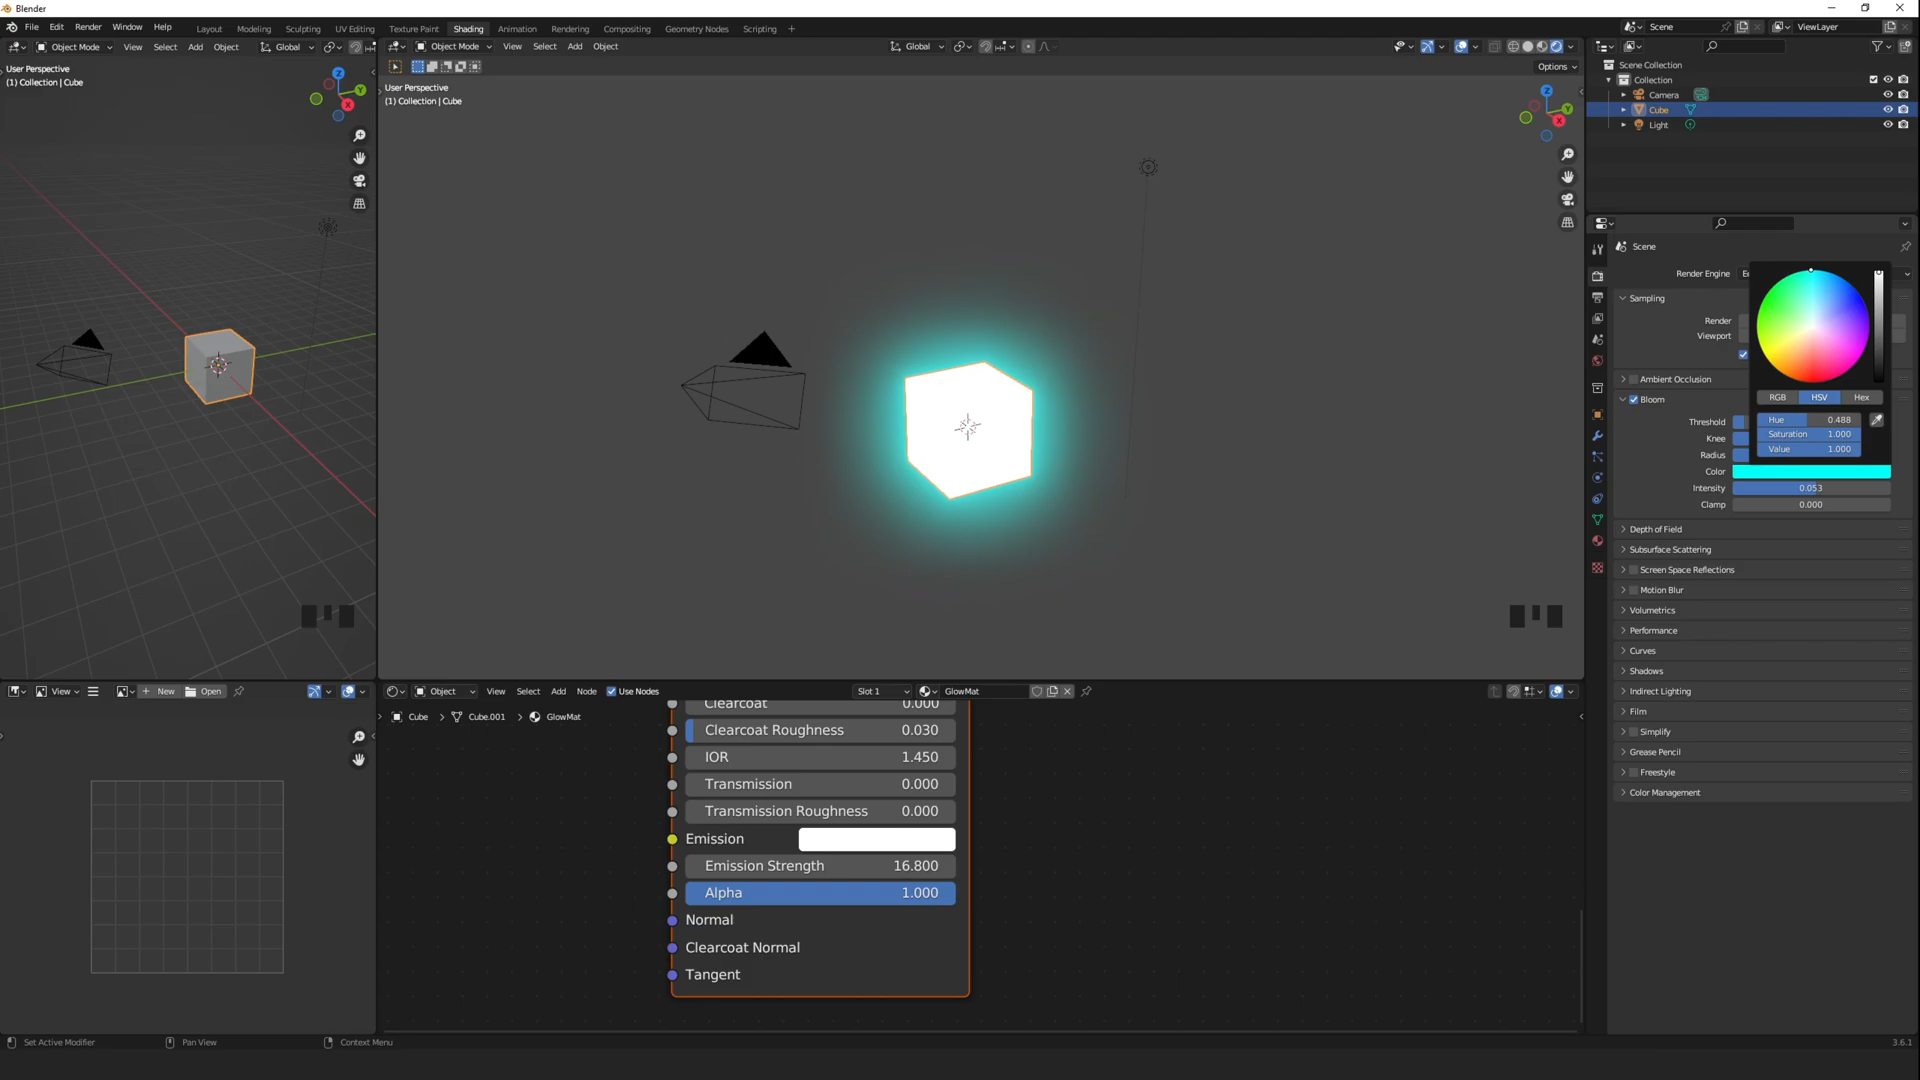 Blender
File Edit Render Window Help
Layout Modeling Sculpting UV Editing Texture Paint Shading Animation Rendering Compositing Geometry Nodes Scripting +
Scene
ViewLayer
Object Mode View Select Add Object Global
Object Mode View Select Add Object Global
Options
User Perspective
(1) Collection | Cube
User Perspective
(1) Collection | Cube
Z
Y
X
Z
Y
X
Scene Collection
Collection
Camera
Cube
Light
Scene
Render Engine
Sampling
Render
Viewport
Ambient Occlusion
Bloom
RGB HSV Hex
Hue 0.488
Saturation 1.000
Value 1.000
Threshold
Knee
Radius
Color
Intensity 0.053
Clamp 0.000
Depth of Field
Subsurface Scattering
Screen Space Reflections
Motion Blur
Volumetrics
Performance
Curves
Shadows
Indirect Lighting
Film
Simplify
Grease Pencil
Freestyle
Color Management
View + New Open
Object View Select Add Node Use Nodes Slot 1 GlowMat
Cube > Cube.001 > GlowMat
Clearcoat 0.000
Clearcoat Roughness 0.030
IOR 1.450
Transmission 0.000
Transmission Roughness 0.000
Emission
Emission Strength 16.800
Alpha 1.000
Normal
Clearcoat Normal
Tangent
Set Active Modifier Pan View Context Menu 3.6.1